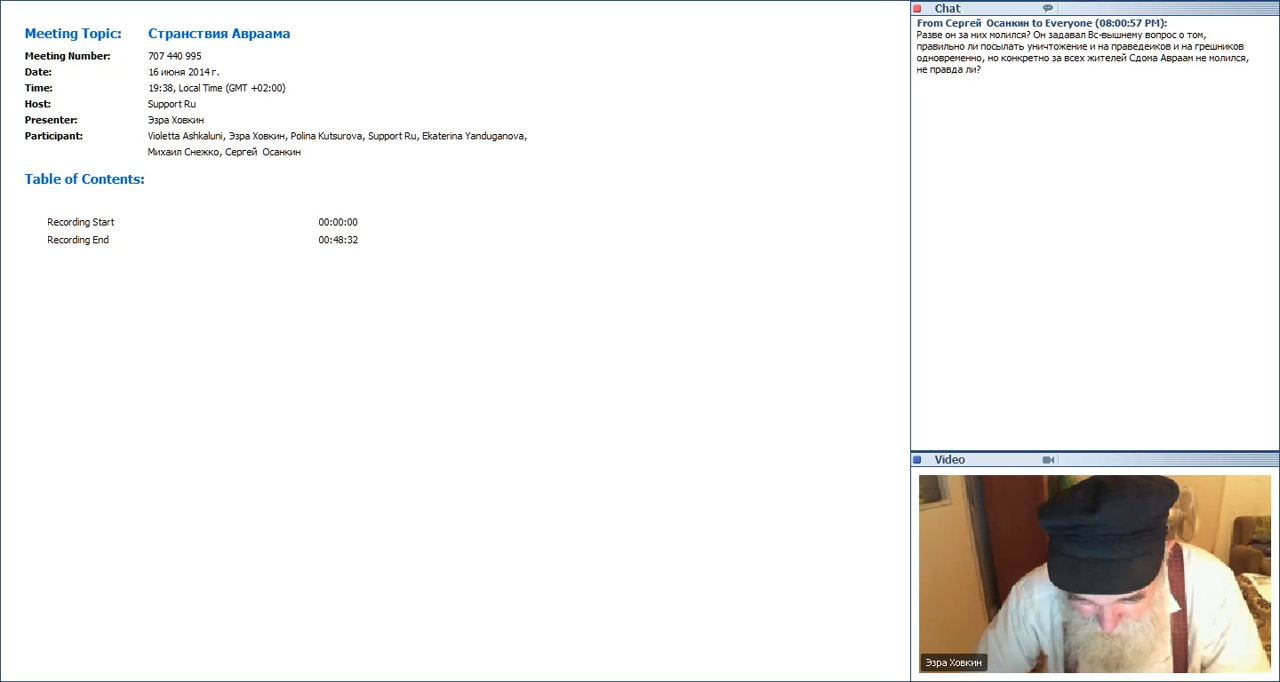 Meeting Topic: Странствия Авраама
Meeting Number: 707 440 995
Date: 16 июня 2014 г.
Time: 19:38, Local Time (GMT +02:00)
Host: Support Ru
Presenter: Эзра Ховкин
Participant: Violetta Ashkaluni, Эзра Ховкин, Polina Kutsurova, Support Ru, Ekaterina Yanduganova,
Михаил Снежко, Сергей Осанкин
Table of Contents:
Recording Start 00:00:00
Recording End 00:48:32
Chat
From Сергей Осанкин to Everyone (08:00:57 PM):
Разве он за них молился? Он задавал Вс-вышнему вопрос о том,
правильно ли посылать уничтожение и на праведеиков и на грешников
одновременно, но конкретно за всех жителей Сдома Авраам не молился,
не правда ли?
Video
Эзра Ховкин